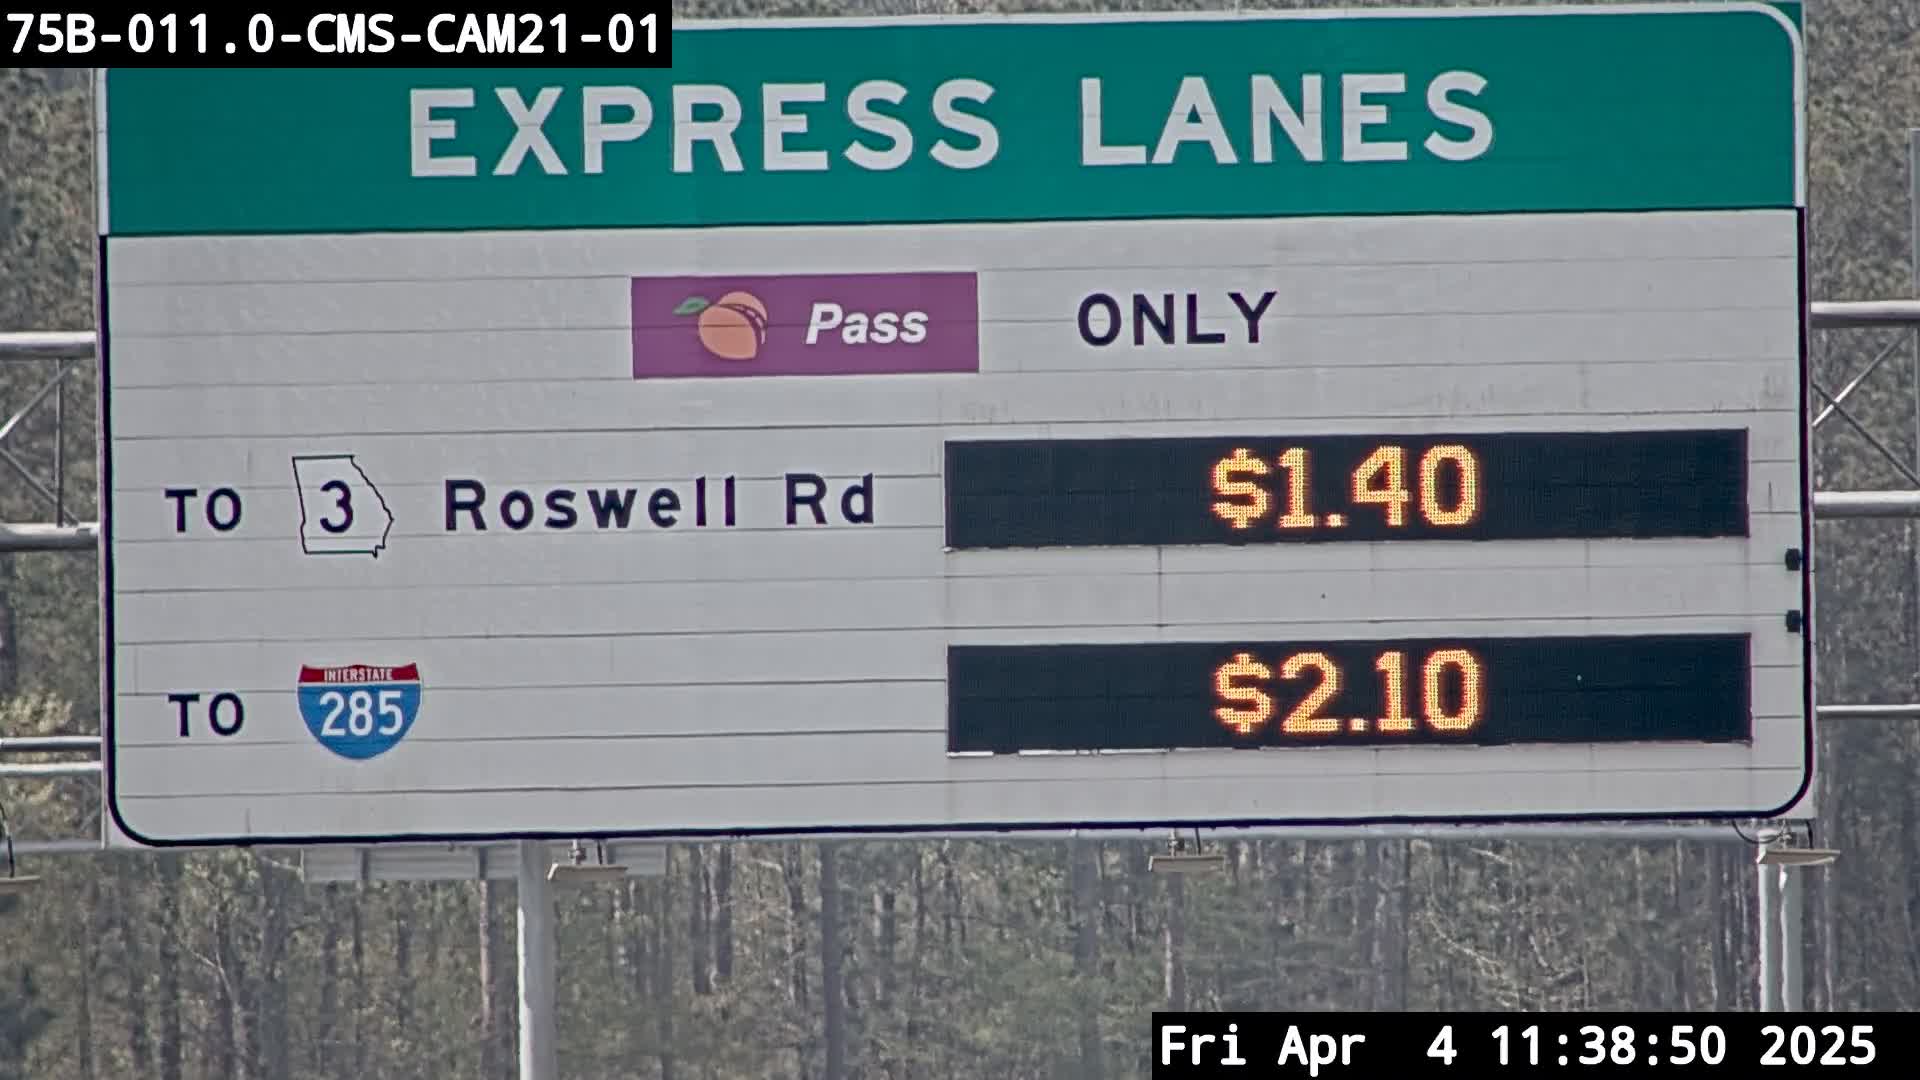 75B-011.0-CMS-CAM21-01
EXPRESS LANES
Pass ONLY
TO 3 Roswell Rd $1.40
TO INTERSTATE 285 $2.10
Fri Apr 4 11:38:50 2025